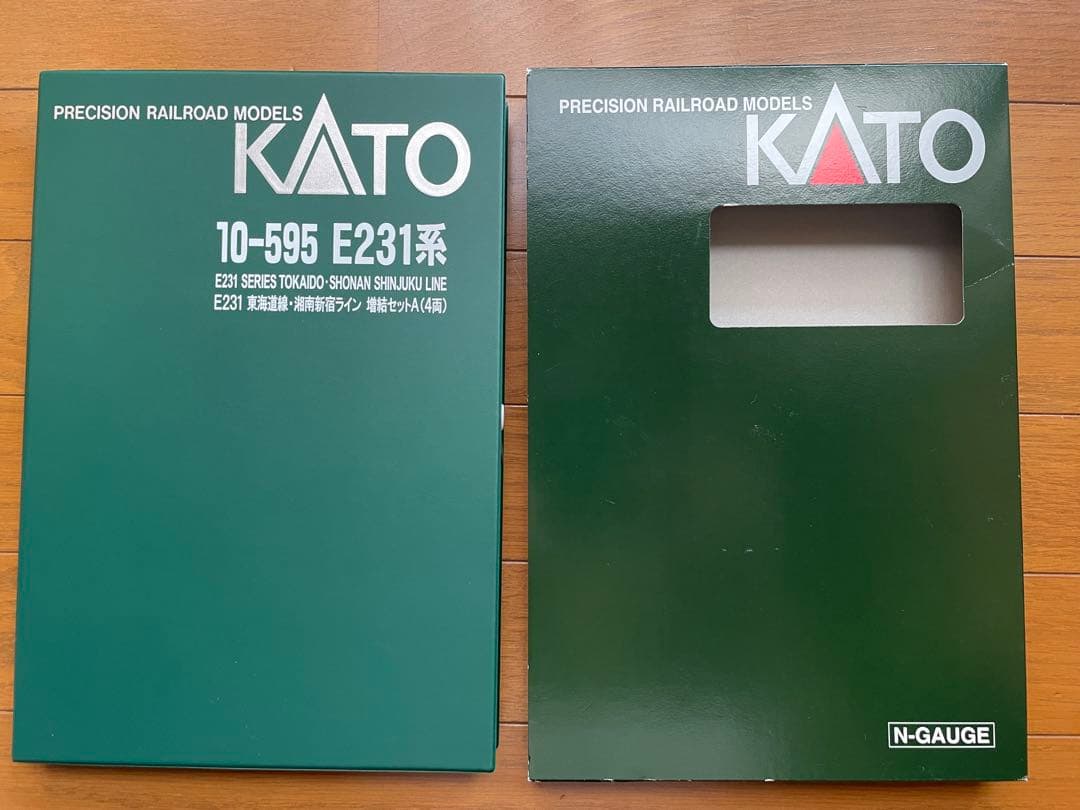 PRECISION RAILROAD MODELS
KATO
10-595 E231系
E231 SERIES TOKAIDO・SHONAN SHINJUKU LINE
E231 東海道線・湘南新宿ライン 増結セットA(4両)
PRECISION RAILROAD MODELS
KATO
N-GAUGE